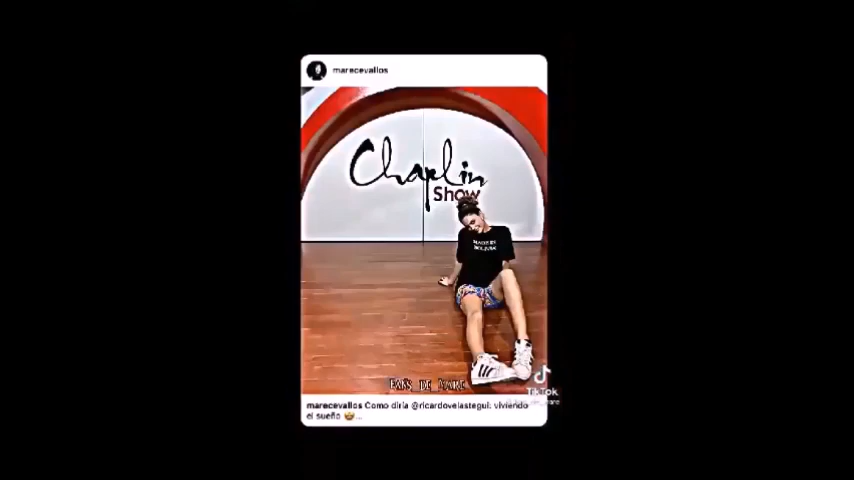 marecevallos
Chaplin
Show
FANS DE MARE
TikTok
marecevallos Como diría @ricardovelastegui: viviendo
el sueño 🤩...